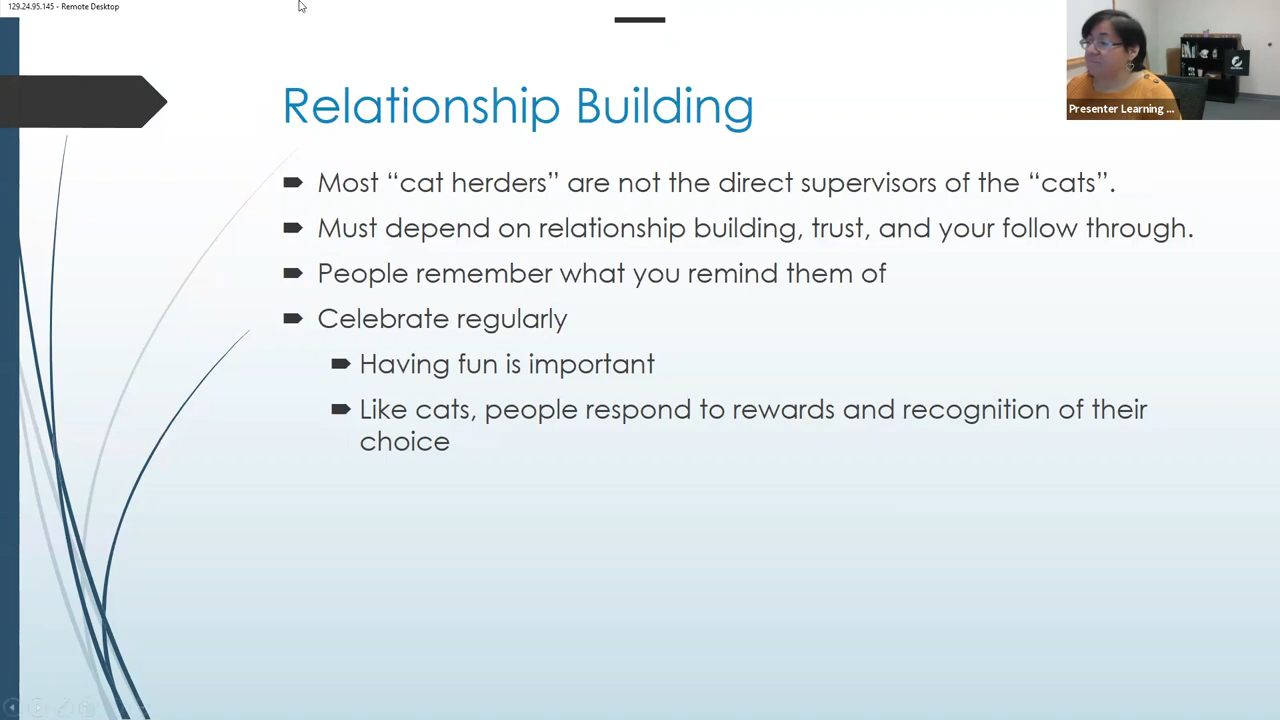 129.24.95.145 - Remote Desktop
Relationship Building
Presenter Learning ...
Most “cat herders” are not the direct supervisors of the “cats”.
Must depend on relationship building, trust, and your follow through.
People remember what you remind them of
Celebrate regularly
Having fun is important
Like cats, people respond to rewards and recognition of their
choice